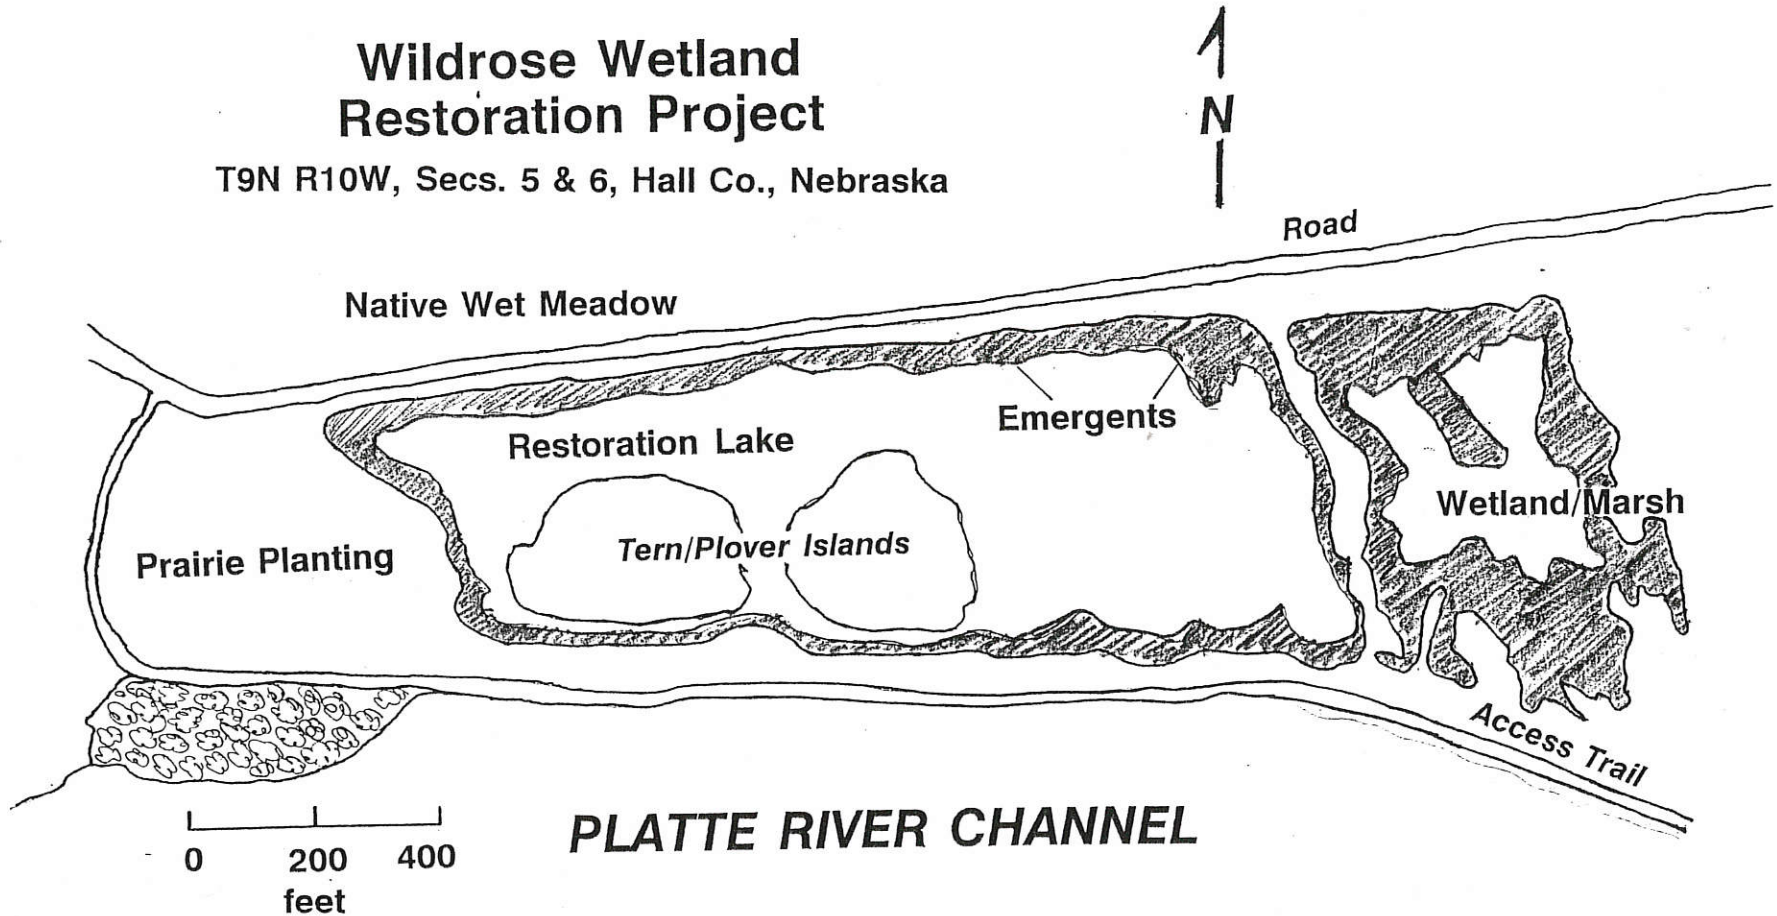 Wildrose Wetland
Restoration Project
T9N R10W, Secs. 5 & 6, Hall Co., Nebraska
N
Road
Native Wet Meadow
Emergents
Restoration Lake
Wetland/Marsh
Tern/Plover Islands
Prairie Planting
Access Trail
PLATTE RIVER CHANNEL
0 200 400
feet